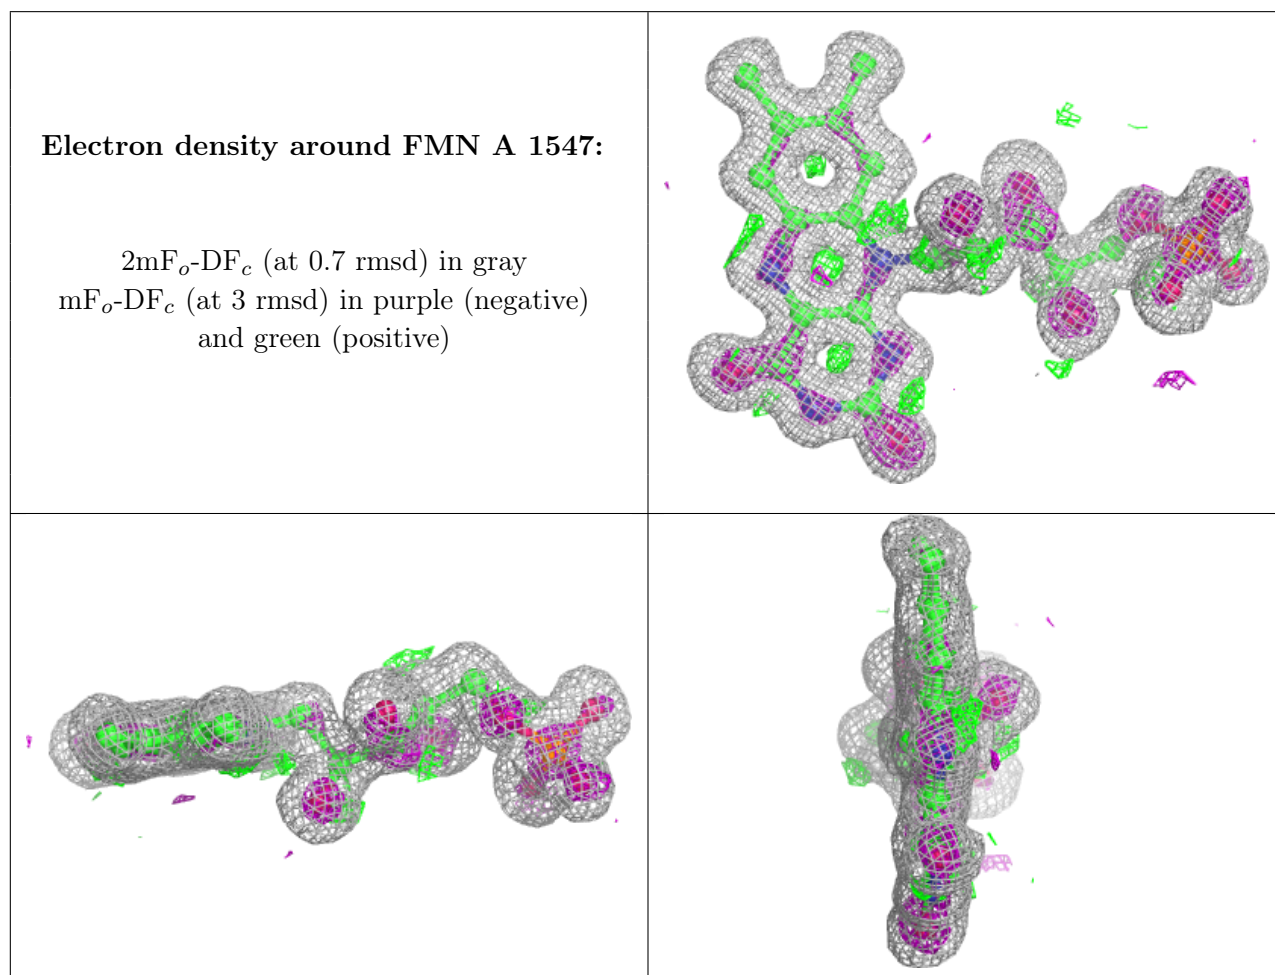 Electron density around FMN A 1547:
2mFo-DFc (at 0.7 rmsd) in gray
mFo-DFc (at 3 rmsd) in purple (negative)
and green (positive)